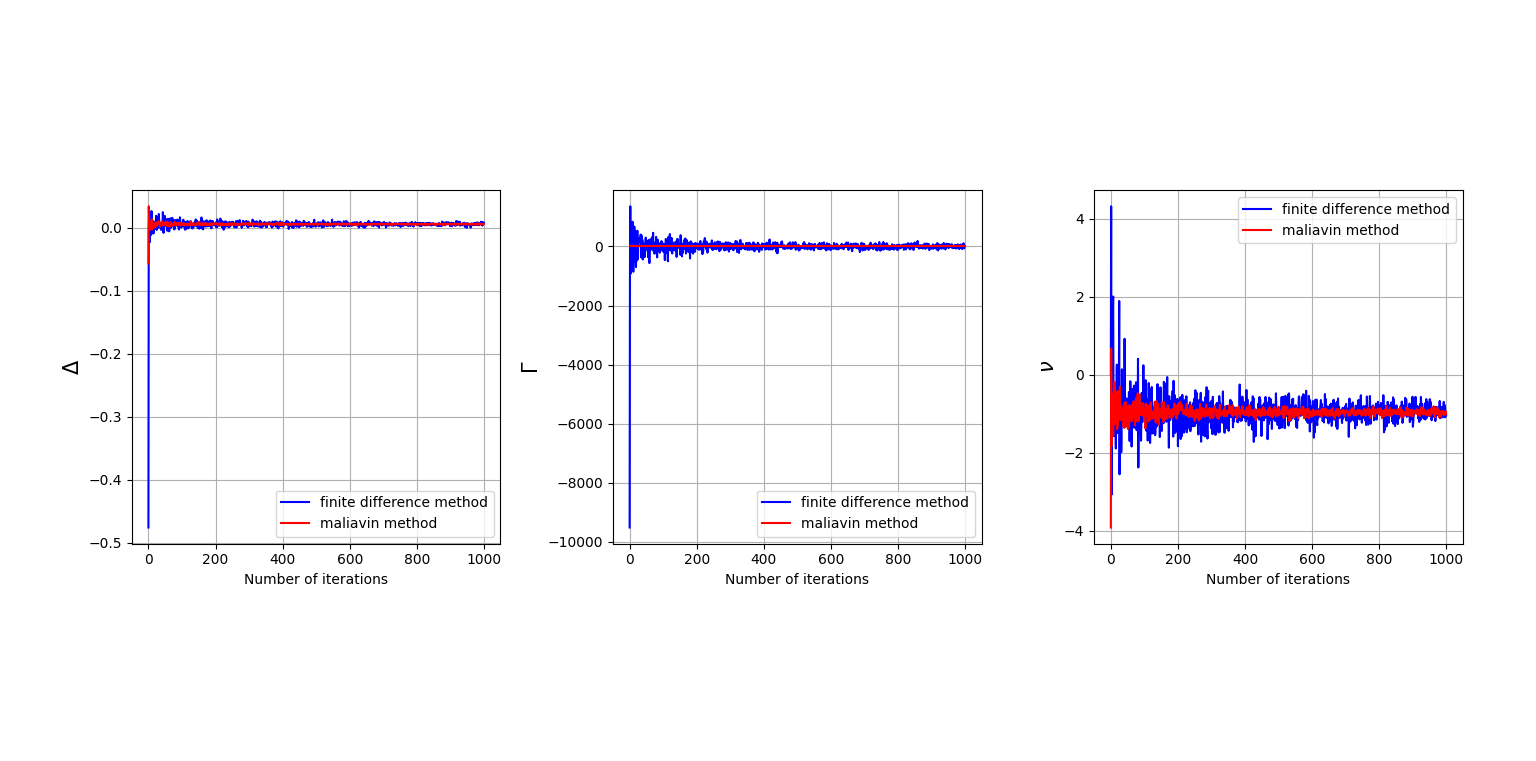 Δ
0.0
−0.1
−0.2
−0.3
−0.4
−0.5
0 200 400 600 800 1000
Number of iterations
finite difference method
maliavin method
Γ
0
−2000
−4000
−6000
−8000
−10000
0 200 400 600 800 1000
Number of iterations
finite difference method
maliavin method
ν
4
2
0
−2
−4
0 200 400 600 800 1000
Number of iterations
finite difference method
maliavin method